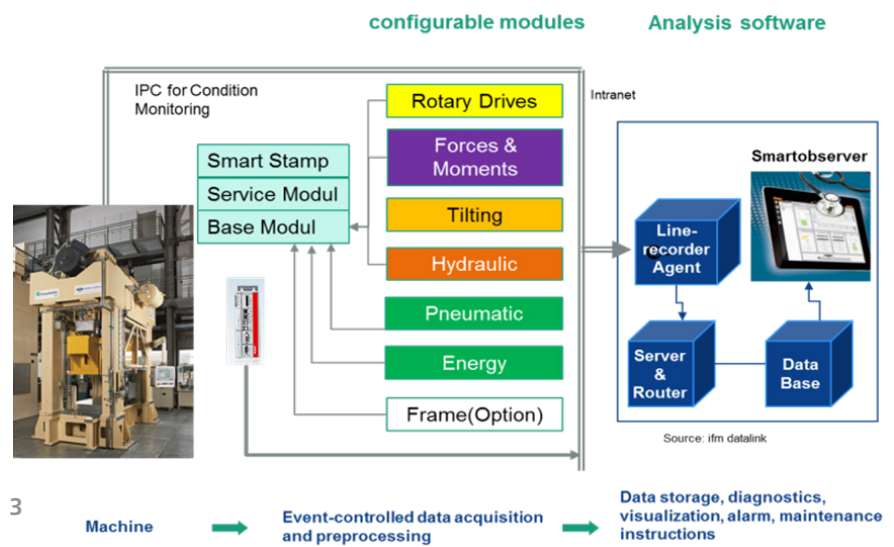 configurable modules
Analysis software
IPC for Condition
Monitoring
Rotary Drives
Intranet
Forces &
Moments
Smart Stamp
Service Modul
Base Modul
Tilting
Hydraulic
Pneumatic
Energy
Frame(Option)
Smartobserver
Line-
recorder
Agent
Server
&
Router
Data
Base
Source: ifm datalink
3
Machine
Event-controlled data acquisition
and preprocessing
Data storage, diagnostics,
visualization, alarm, maintenance
instructions